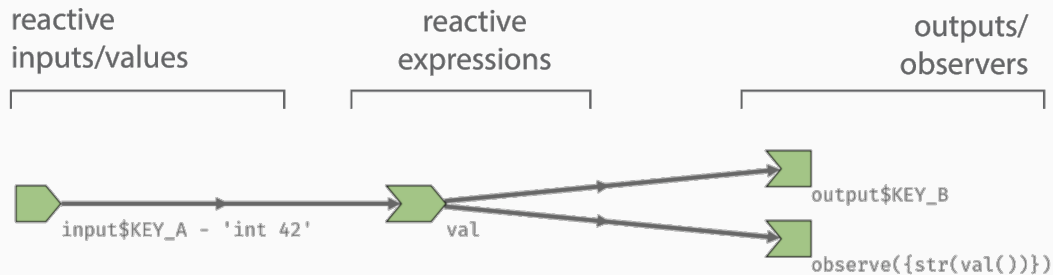 reactive
inputs/values
reactive
expressions
outputs/
observers
input$KEY_A - 'int 42'
val
output$KEY_B
observe({str(val())})